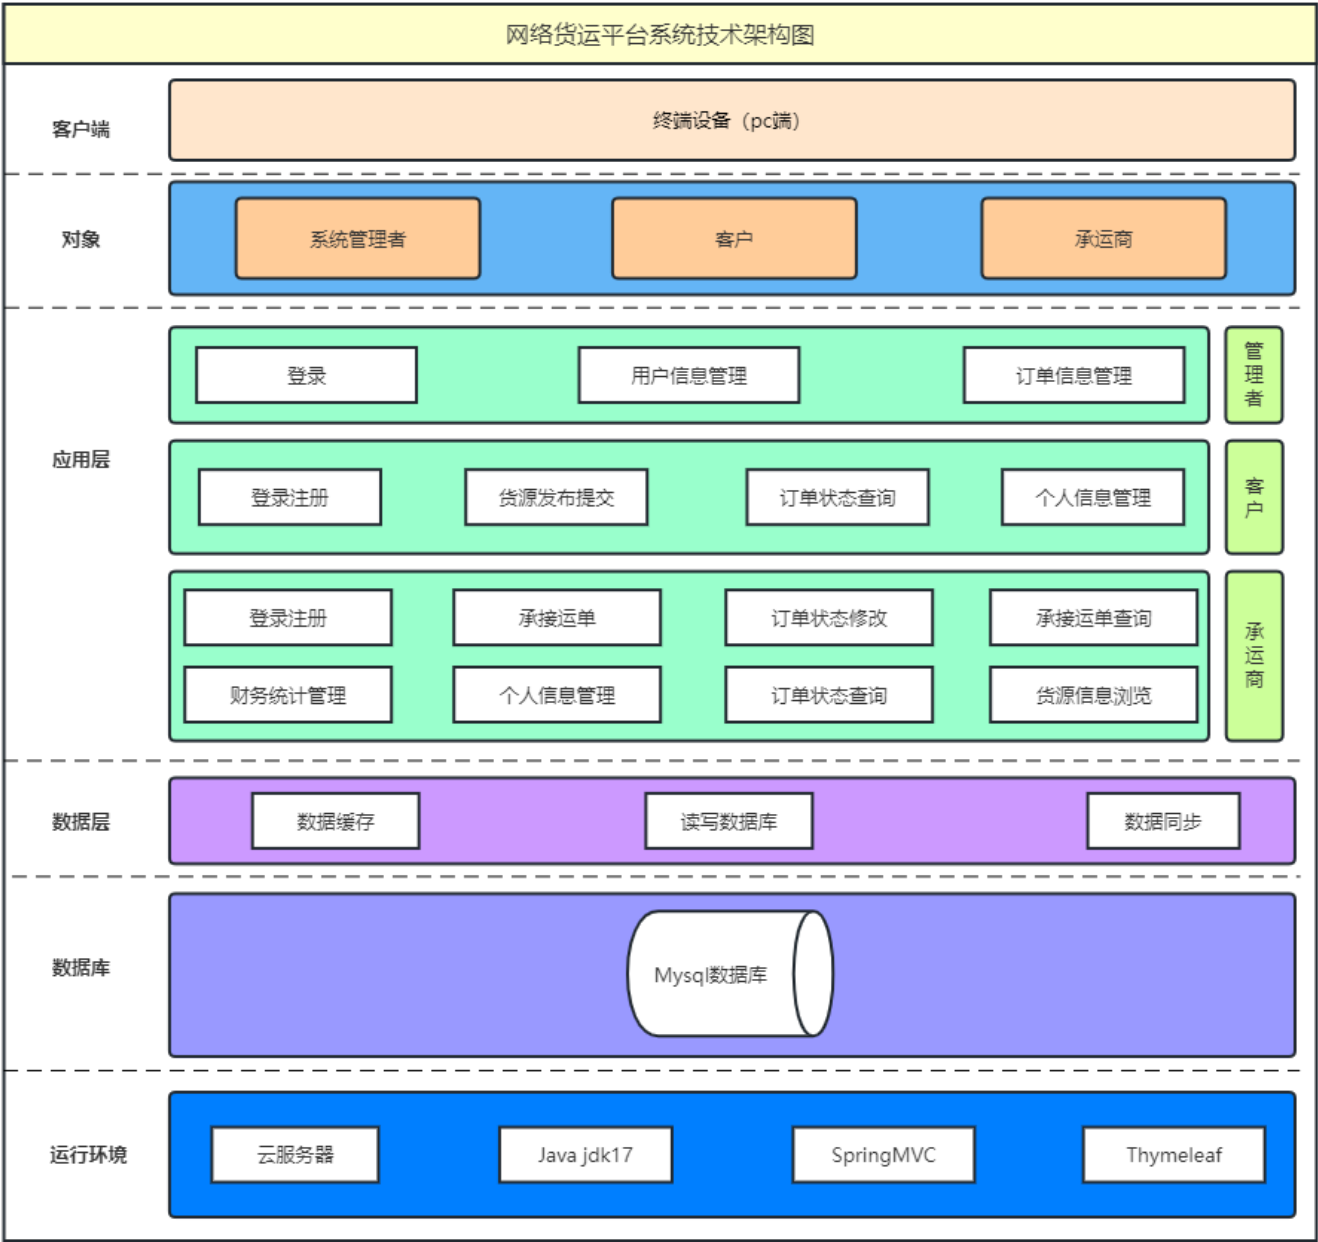 网络货运平台系统技术架构图
客户端
终端设备（pc端）
对象
系统管理者
客户
承运商
应用层
登录
用户信息管理
订单信息管理
管理者
登录注册
货源发布提交
订单状态查询
个人信息管理
客户
登录注册
承接运单
订单状态修改
承接运单查询
财务统计管理
个人信息管理
订单状态查询
货源信息浏览
承运商
数据层
数据缓存
读写数据库
数据同步
数据库
Mysql数据库
运行环境
云服务器
Java jdk17
SpringMVC
Thymeleaf